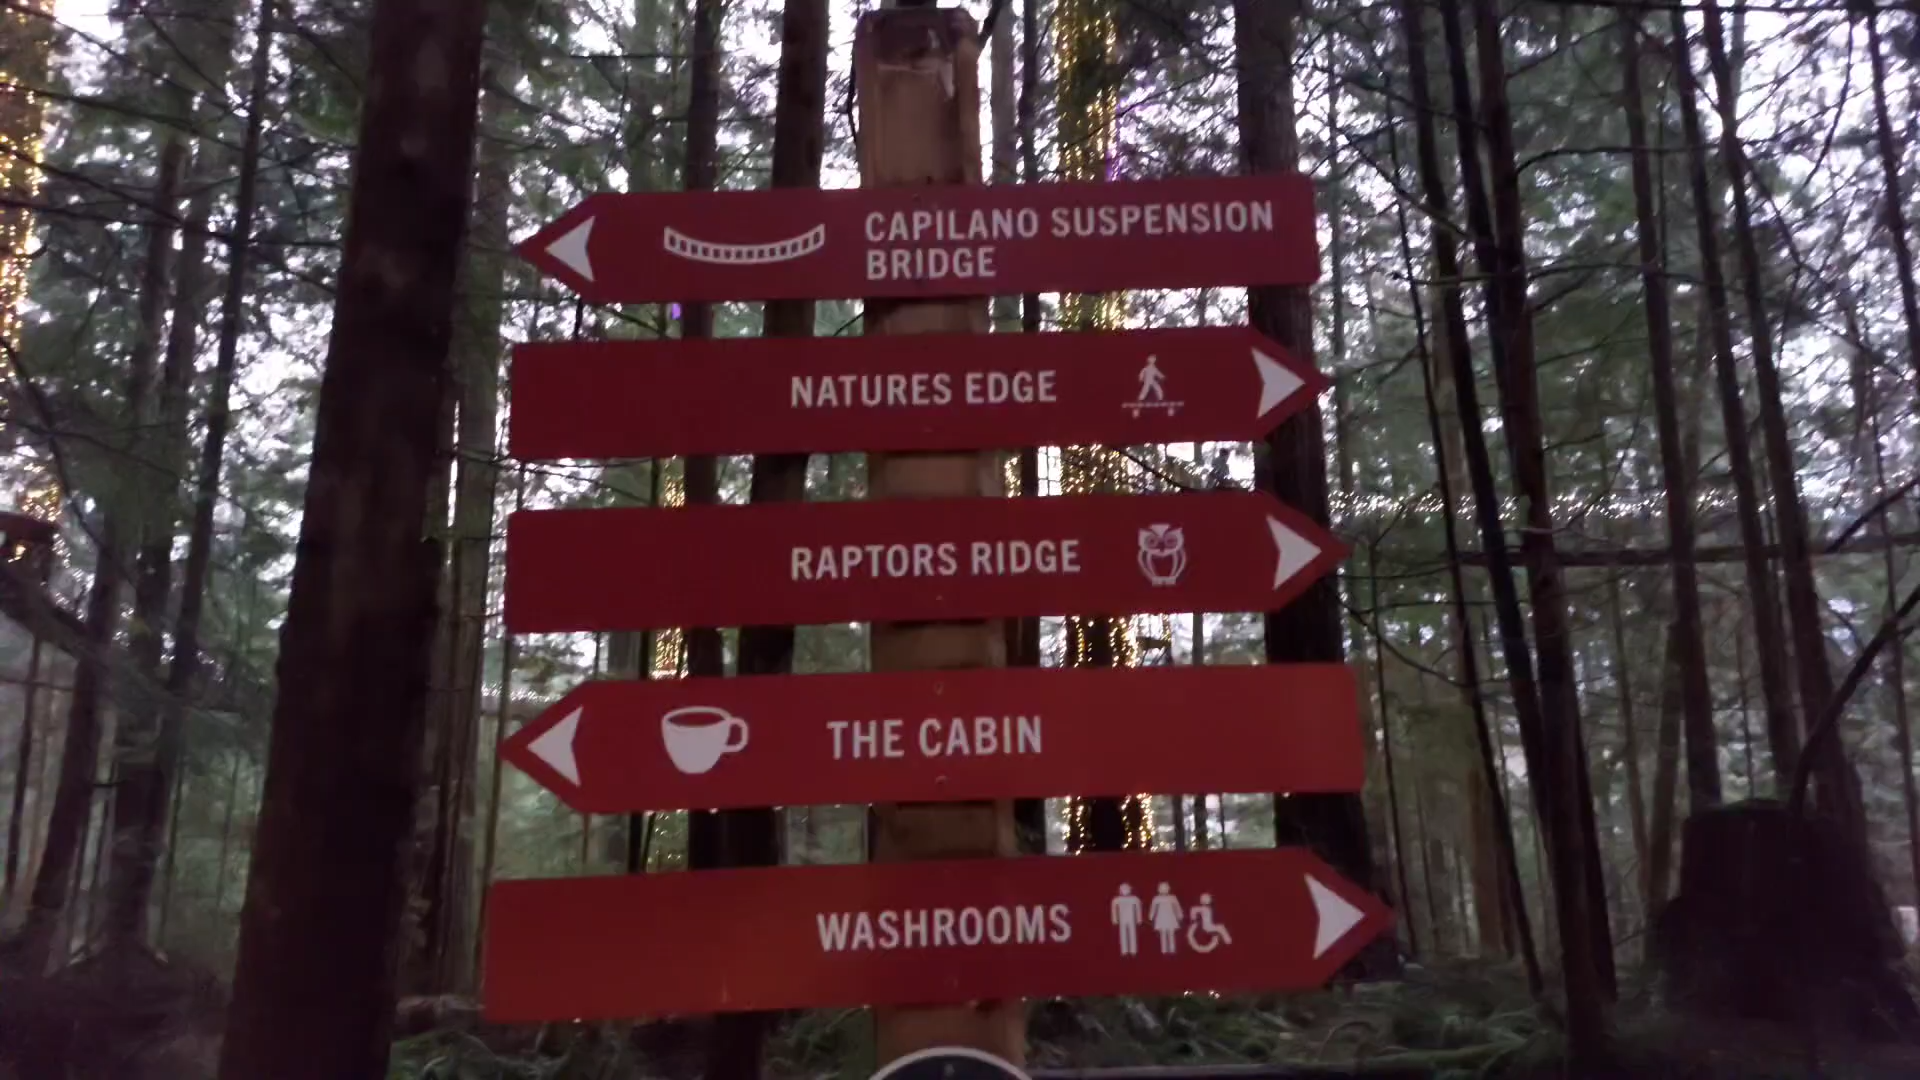 CAPILANO SUSPENSION
BRIDGE
NATURES EDGE
RAPTORS RIDGE
THE CABIN
WASHROOMS